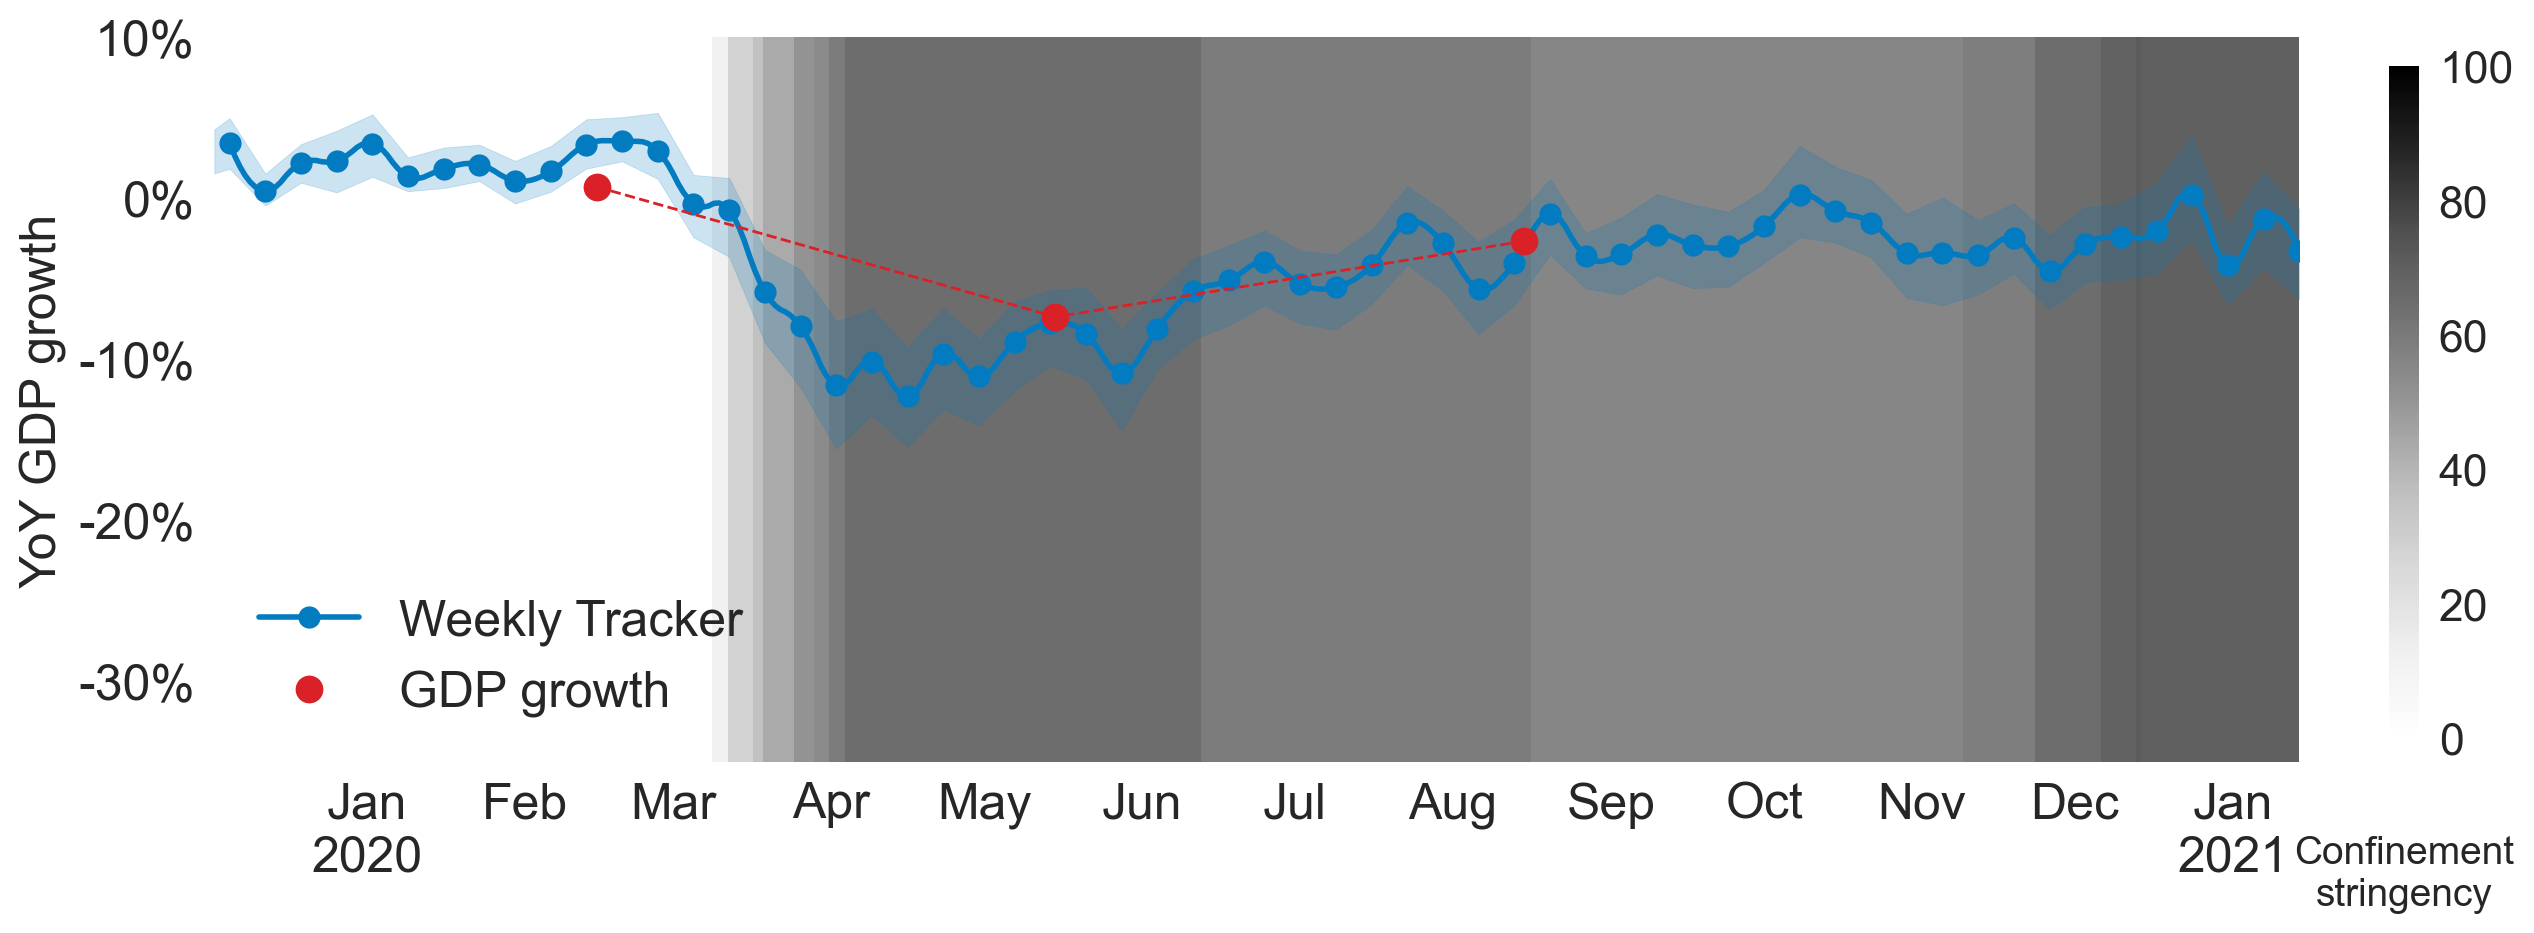 10%
0%
-10%
-20%
-30%
YoY GDP growth
Weekly Tracker
GDP growth
Jan Feb Mar Apr May Jun Jul Aug Sep Oct Nov Dec Jan
2020 2021
100
80
60
40
20
0
Confinement
stringency